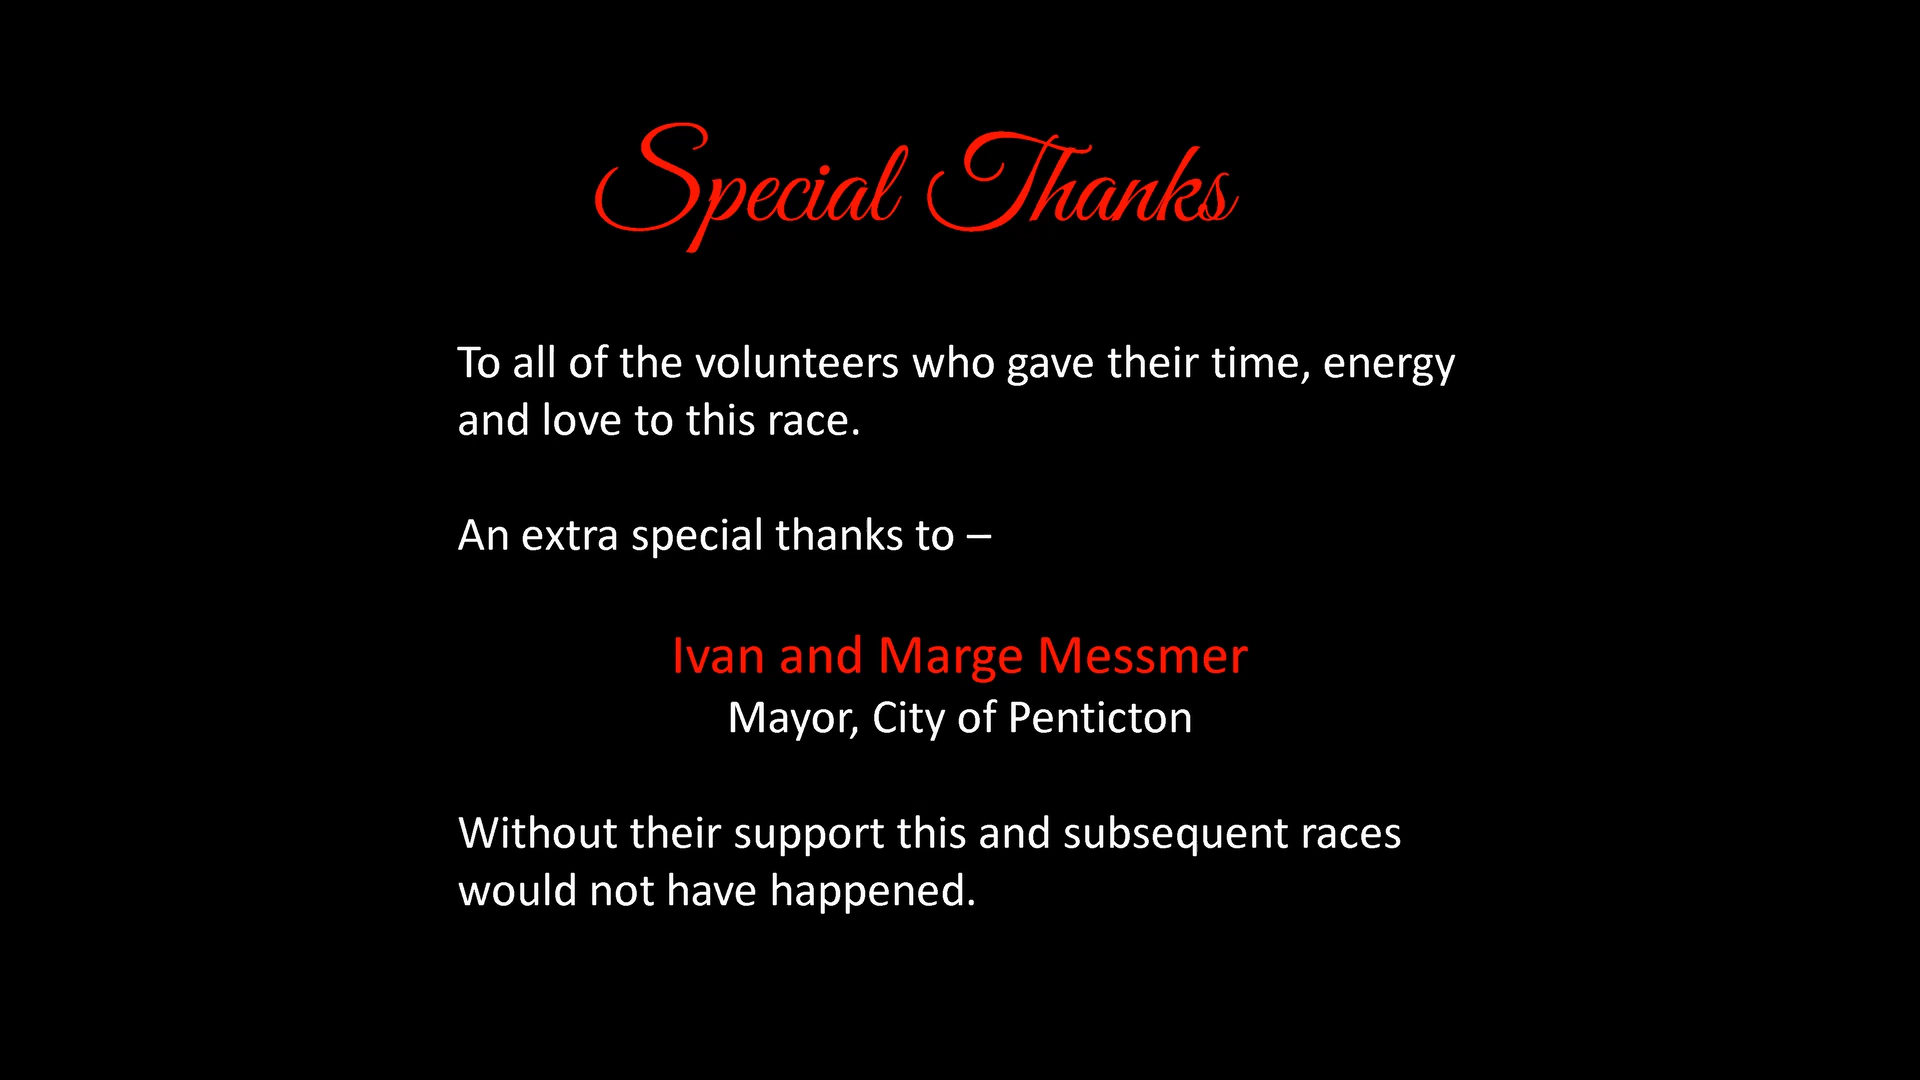 Special Thanks
To all of the volunteers who gave their time, energy
and love to this race.
An extra special thanks to –
Ivan and Marge Messmer
Mayor, City of Penticton
Without their support this and subsequent races
would not have happened.